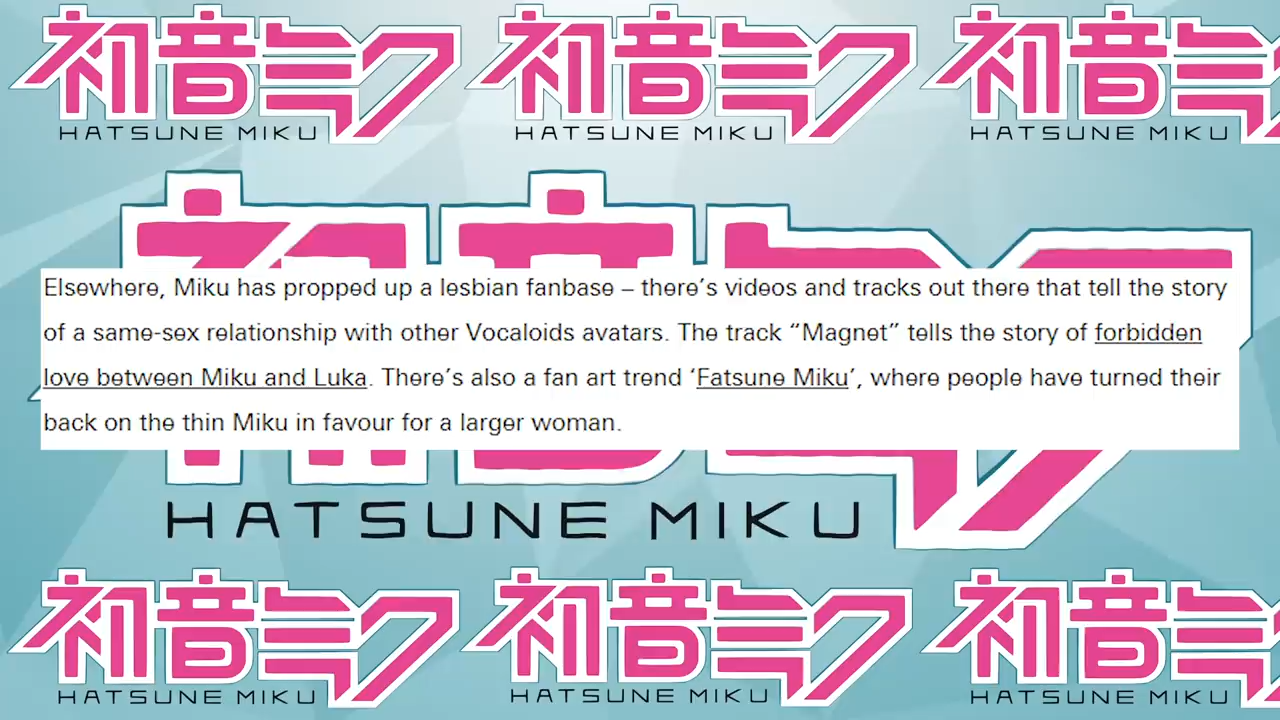 初音ミク 初音ミク 初音ミク
HATSUNE MIKU HATSUNE MIKU HATSUNE MIKU
初音ミク
Elsewhere, Miku has propped up a lesbian fanbase – there's videos and tracks out there that tell the story
of a same-sex relationship with other Vocaloids avatars. The track “Magnet” tells the story of forbidden
love between Miku and Luka. There's also a fan art trend ‘Fatsune Miku’, where people have turned their
back on the thin Miku in favour for a larger woman.
HATSUNE MIKU
初音ミク 初音ミク 初音ミク
HATSUNE MIKU HATSUNE MIKU HATSUNE MIKU